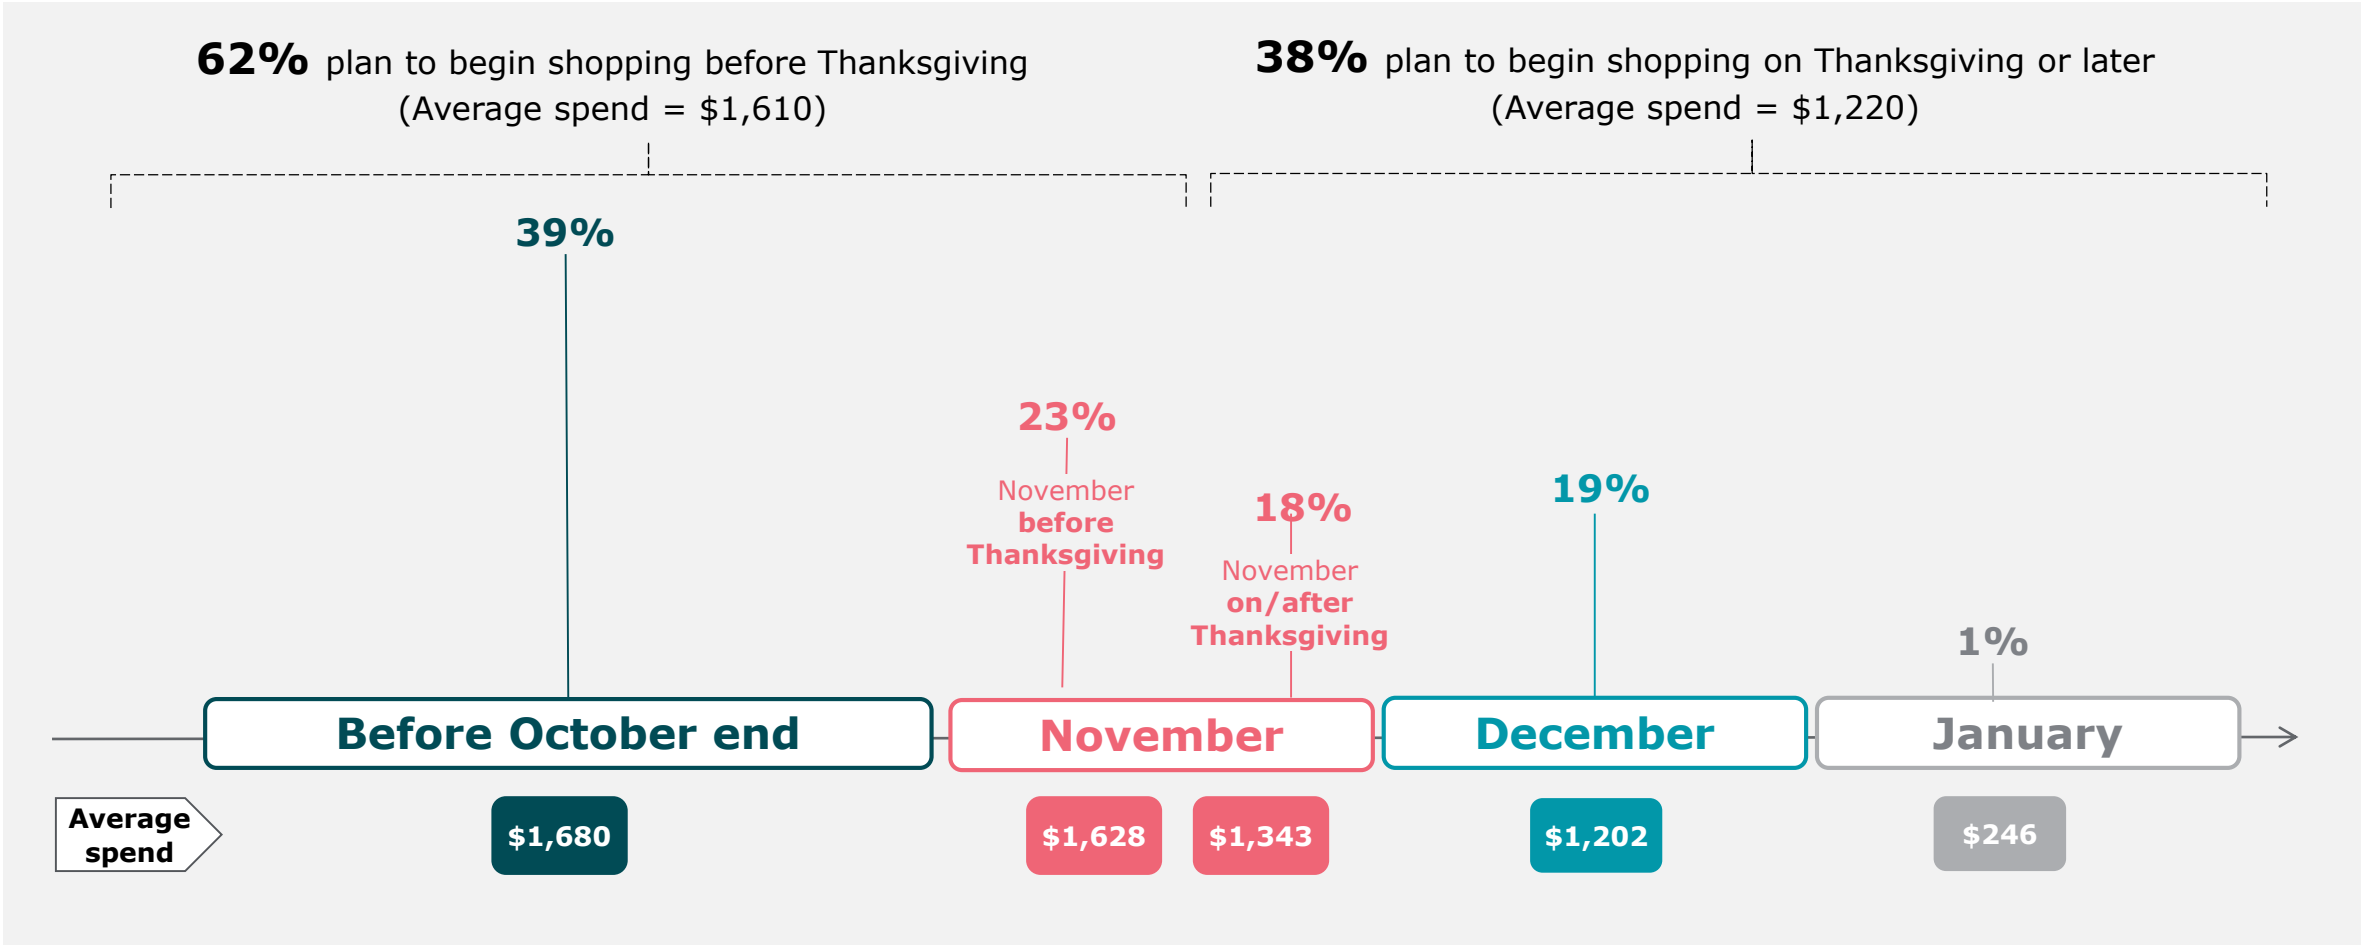 62% plan to begin shopping before Thanksgiving
(Average spend = $1,610)
38% plan to begin shopping on Thanksgiving or later
(Average spend = $1,220)
39%
23%
November
before
Thanksgiving
18%
November
on/after
Thanksgiving
19%
1%
Before October end
November
December
January
Average
spend
$1,680
$1,628
$1,343
$1,202
$246